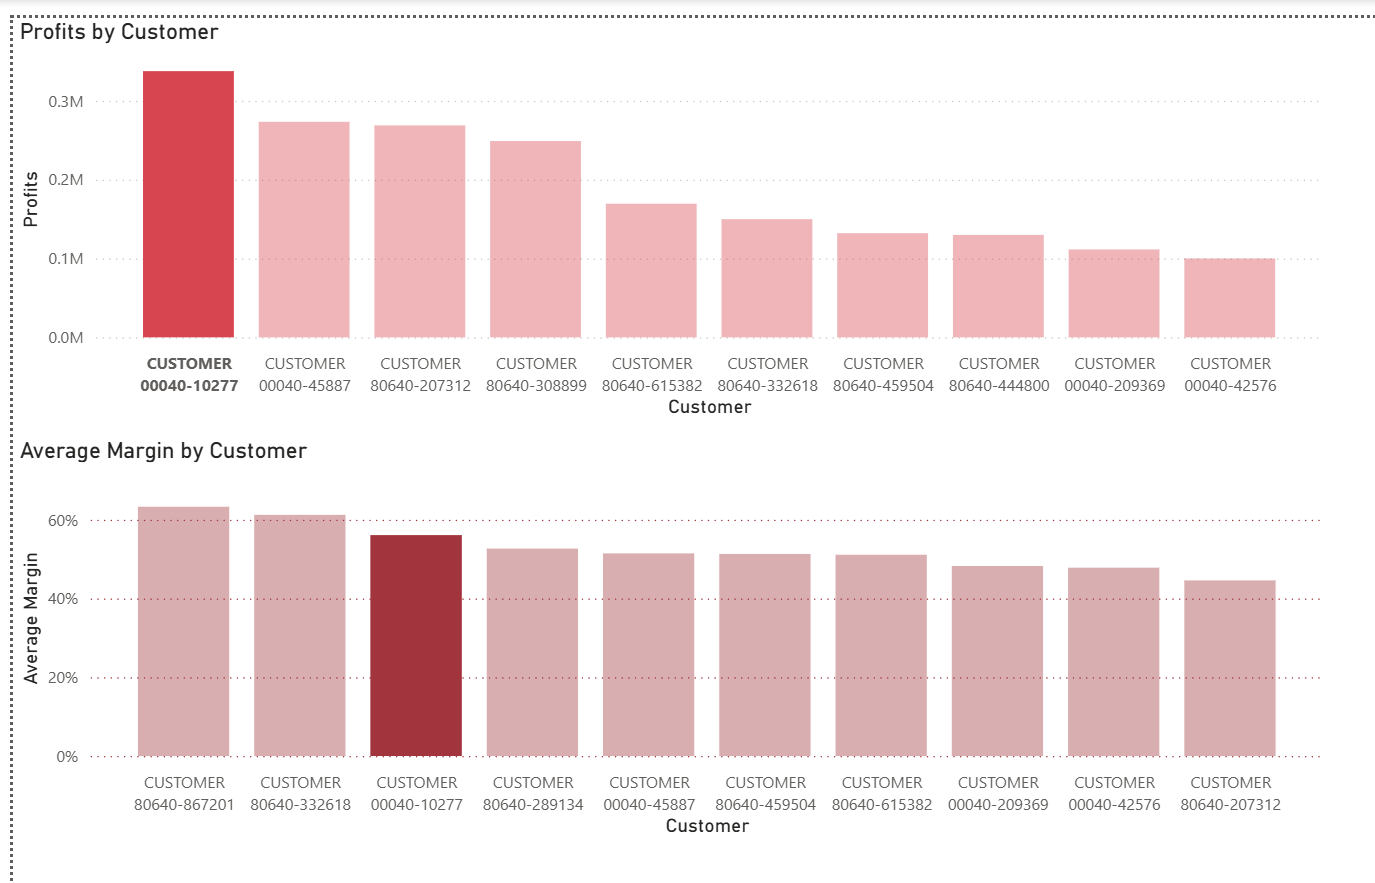 Profits by Customer
Profits
0.3M
0.2M
0.1M
0.0M
CUSTOMER CUSTOMER CUSTOMER CUSTOMER CUSTOMER CUSTOMER CUSTOMER CUSTOMER CUSTOMER CUSTOMER
00040-10277 00040-45887 80640-207312 80640-308899 80640-615382 80640-332618 80640-459504 80640-444800 00040-209369 00040-42576
Customer
Average Margin by Customer
Average Margin
60%
40%
20%
0%
CUSTOMER CUSTOMER CUSTOMER CUSTOMER CUSTOMER CUSTOMER CUSTOMER CUSTOMER CUSTOMER CUSTOMER
80640-867201 80640-332618 00040-10277 80640-289134 00040-45887 80640-459504 80640-615382 00040-209369 00040-42576 80640-207312
Customer